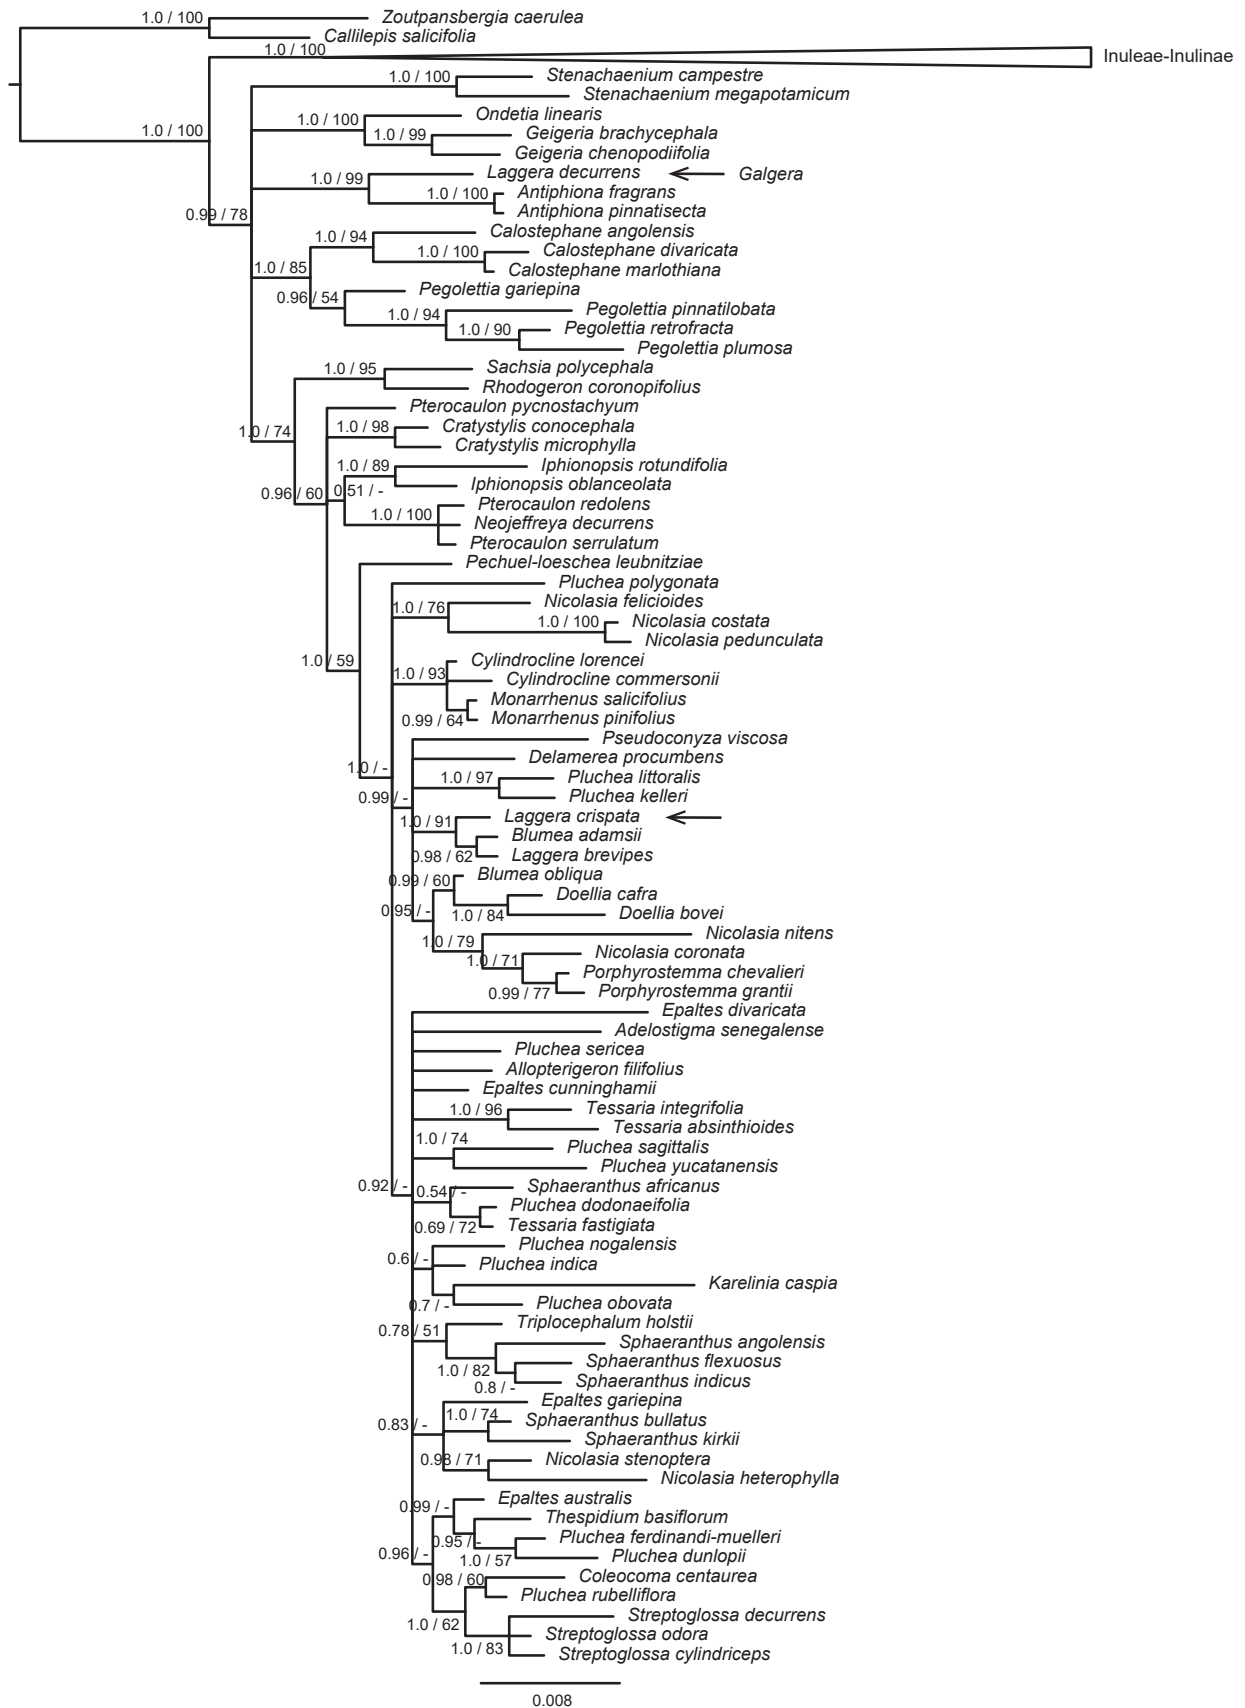 1.0 / 100
Zoutpansbergia caerulea
Callilepis salicifolia
1.0 / 100
Inuleae-Inulinae
1.0 / 100
Stenachaenium campestre
Stenachaenium megapotamicum
Ondetia linearis
1.0 / 100
1.0 / 100
Geigeria brachycephala
1.0 / 99
Geigeria chenopodiifolia
Laggera decurrens
Galgera
1.0 / 99
Antiphiona fragrans
1.0 / 100
Antiphiona pinnatisecta
0.99 / 78
Calostephane angolensis
1.0 / 94
Calostephane divaricata
1.0 / 100
Calostephane marlothiana
1.0 / 85
Pegolettia gariepina
0.96 / 54
Pegolettia pinnatilobata
1.0 / 94
Pegolettia retrofracta
1.0 / 90
Pegolettia plumosa
Sachsia polycephala
1.0 / 95
Rhodogeron coronopifolius
Pterocaulon pycnostachyum
Cratystylis conocephala
1.0 / 98
1.0 / 74
Cratystylis microphylla
Iphionopsis rotundifolia
1.0 / 89
Iphionopsis oblanceolata
0.96 / 60
0.51 / -
Pterocaulon redolens
1.0 / 100
Neojeffreya decurrens
Pterocaulon serrulatum
Pechuel-loeschea leubnitziae
Pluchea polygonata
Nicolasia felicioides
1.0 / 76
Nicolasia costata
1.0 / 100
Nicolasia pedunculata
1.0 / 59
Cylindrocline lorencei
1.0 / 93
Cylindrocline commersonii
Monarrhenus salicifolius
0.99 / 64
Monarrhenus pinifolius
Pseudoconyza viscosa
Delamerea procumbens
1.0 / -
Pluchea littoralis
1.0 / 97
0.99 / -
Pluchea kelleri
Laggera crispata
1.0 / 91
Blumea adamsii
0.98 / 62
Laggera brevipes
Blumea obliqua
0.99 / 60
Doellia cafra
0.95 / -
1.0 / 84
Doellia bovei
Nicolasia nitens
1.0 / 79
Nicolasia coronata
1.0 / 71
Porphyrostemma chevalieri
0.99 / 77
Porphyrostemma grantii
Epaltes divaricata
Adelostigma senegalense
Pluchea sericea
Allopterigeron filifolius
Epaltes cunninghamii
Tessaria integrifolia
1.0 / 96
Tessaria absinthioides
1.0 / 74
Pluchea sagittalis
Pluchea yucatanensis
0.92 / -
0.54 / -
Sphaeranthus africanus
Pluchea dodonaeifolia
0.69 / 72
Tessaria fastigiata
Pluchea nogalensis
0.6 / -
Pluchea indica
Karelinia caspia
0.7 / -
Pluchea obovata
Triplocephalum holstii
0.78 / 51
Sphaeranthus angolensis
1.0 / 82
Sphaeranthus flexuosus
0.8 / -
Sphaeranthus indicus
Epaltes gariepina
1.0 / 74
Sphaeranthus bullatus
0.83 / -
Sphaeranthus kirkii
0.98 / 71
Nicolasia stenoptera
Nicolasia heterophylla
Epaltes australis
0.99 / -
Thespidium basiflorum
Pluchea ferdinandi-muelleri
0.95 / -
0.96 / -
1.0 / 57
Pluchea dunlopii
0.98 / 60
Coleocoma centaurea
Pluchea rubelliflora
1.0 / 62
Streptoglossa decurrens
Streptoglossa odora
1.0 / 83
Streptoglossa cylindriceps
0.008